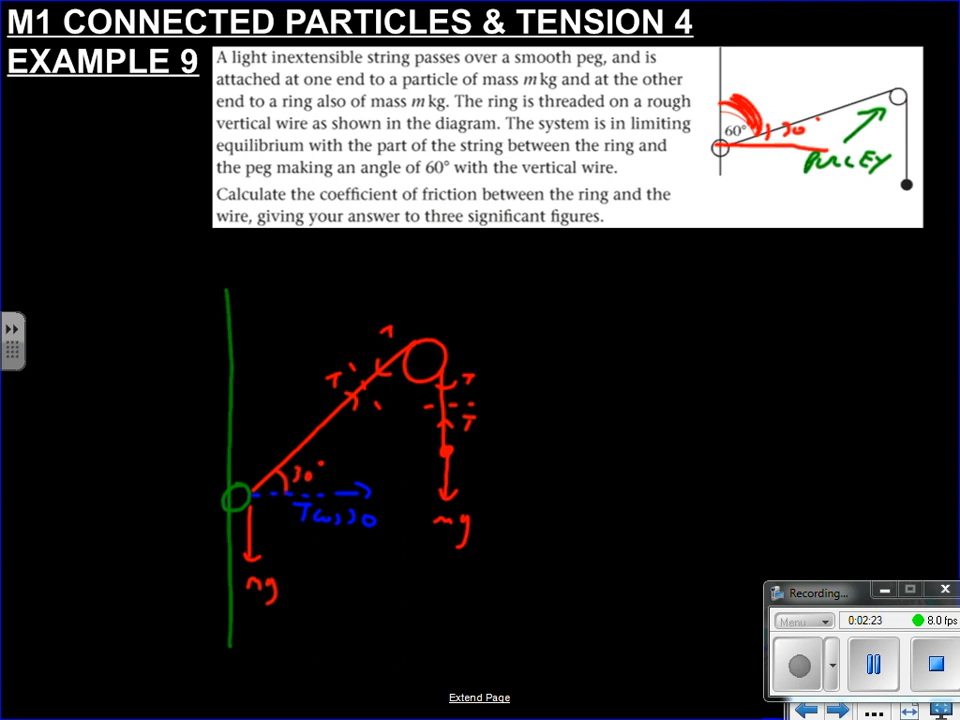 M1 CONNECTED PARTICLES & TENSION 4
EXAMPLE 9
A light inextensible string passes over a smooth peg, and is
attached at one end to a particle of mass m kg and at the other
end to a ring also of mass m kg. The ring is threaded on a rough
vertical wire as shown in the diagram. The system is in limiting
equilibrium with the part of the string between the ring and
the peg making an angle of 60° with the vertical wire.
Calculate the coefficient of friction between the ring and the
wire, giving your answer to three significant figures.
60°
30°
PULLEY
T
T
T
30°
TCos30
mg
mg
Recording...
Menu
0:02:23
8.0 fps
Extend Page